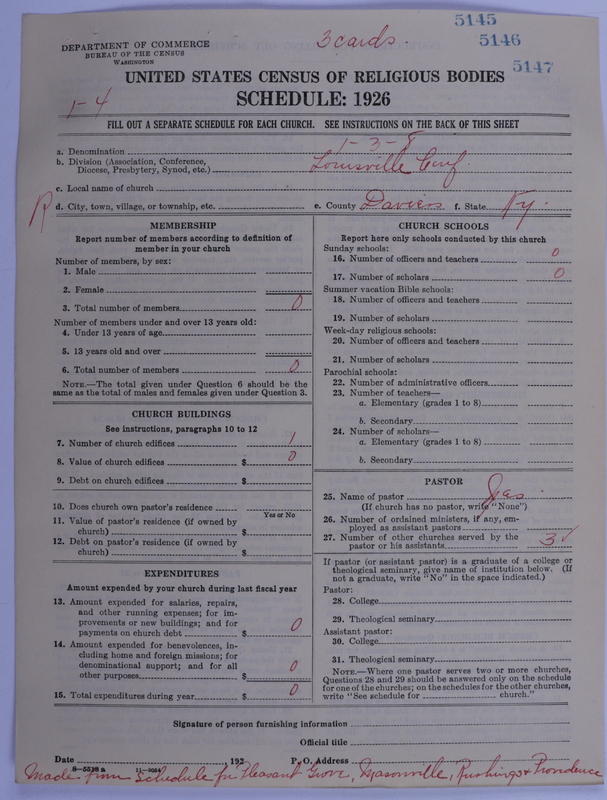 5145
5146
5147
3 cards.
DEPARTMENT OF COMMERCE
BUREAU OF THE CENSUS
WASHINGTON
UNITED STATES CENSUS OF RELIGIOUS BODIES
1-4
SCHEDULE: 1926
FILL OUT A SEPARATE SCHEDULE FOR EACH CHURCH. SEE INSTRUCTIONS ON THE BACK OF THIS SHEET
a. Denomination 1-3-8
b. Division (Association, Conference,
Diocese, Presbytery, Synod, etc.) Louisville Conf.
c. Local name of church
R
d. City, town, village, or township, etc. e. County Daviess f. State Ky.
MEMBERSHIP
Report number of members according to definition of
member in your church
Number of members, by sex:
1. Male
2. Female
3. Total number of members 0
Number of members under and over 13 years old:
4. Under 13 years of age
5. 13 years old and over
6. Total number of members 0
NOTE.—The total given under Question 6 should be the
same as the total of males and females given under Question 3.
CHURCH BUILDINGS
See instructions, paragraphs 10 to 12
7. Number of church edifices 1
8. Value of church edifices $ 0
9. Debt on church edifices $
10. Does church own pastor's residence
Yes or No
11. Value of pastor's residence (if owned by
church) $
12. Debt on pastor's residence (if owned by
church) $
EXPENDITURES
Amount expended by your church during last fiscal year
13. Amount expended for salaries, repairs,
and other running expenses; for im-
provements or new buildings; and for
payments on church debt $ 0
14. Amount expended for benevolences, in-
cluding home and foreign missions; for
denominational support; and for all
other purposes $ 0
15. Total expenditures during year $ 0
CHURCH SCHOOLS
Report here only schools conducted by this church
Sunday schools:
16. Number of officers and teachers 0
17. Number of scholars 0
Summer vacation Bible schools:
18. Number of officers and teachers
19. Number of scholars
Week-day religious schools:
20. Number of officers and teachers
21. Number of scholars
Parochial schools:
22. Number of administrative officers
23. Number of teachers—
a. Elementary (grades 1 to 8)
b. Secondary
24. Number of scholars—
a. Elementary (grades 1 to 8)
b. Secondary
PASTOR
25. Name of pastor Yes
(If church has no pastor, write "None")
26. Number of ordained ministers, if any, em-
ployed as assistant pastors
27. Number of other churches served by the
pastor or his assistants 3 ✓
If pastor (or assistant pastor) is a graduate of a college or
theological seminary, give name of institution below. (If
not a graduate, write "No" in the space indicated.)
Pastor:
28. College
29. Theological seminary
Assistant pastor:
30. College
31. Theological seminary
NOTE.—Where one pastor serves two or more churches,
Questions 28 and 29 should be answered only on the schedule
for one of the churches; on the schedules for the other churches,
write "See schedule for church."
Signature of person furnishing information
Official title
Date , 192 P. O. Address
8-5518 a 11-9034
Made from Schedule for Pleasant Grove, Masonville, Rushings & Providence